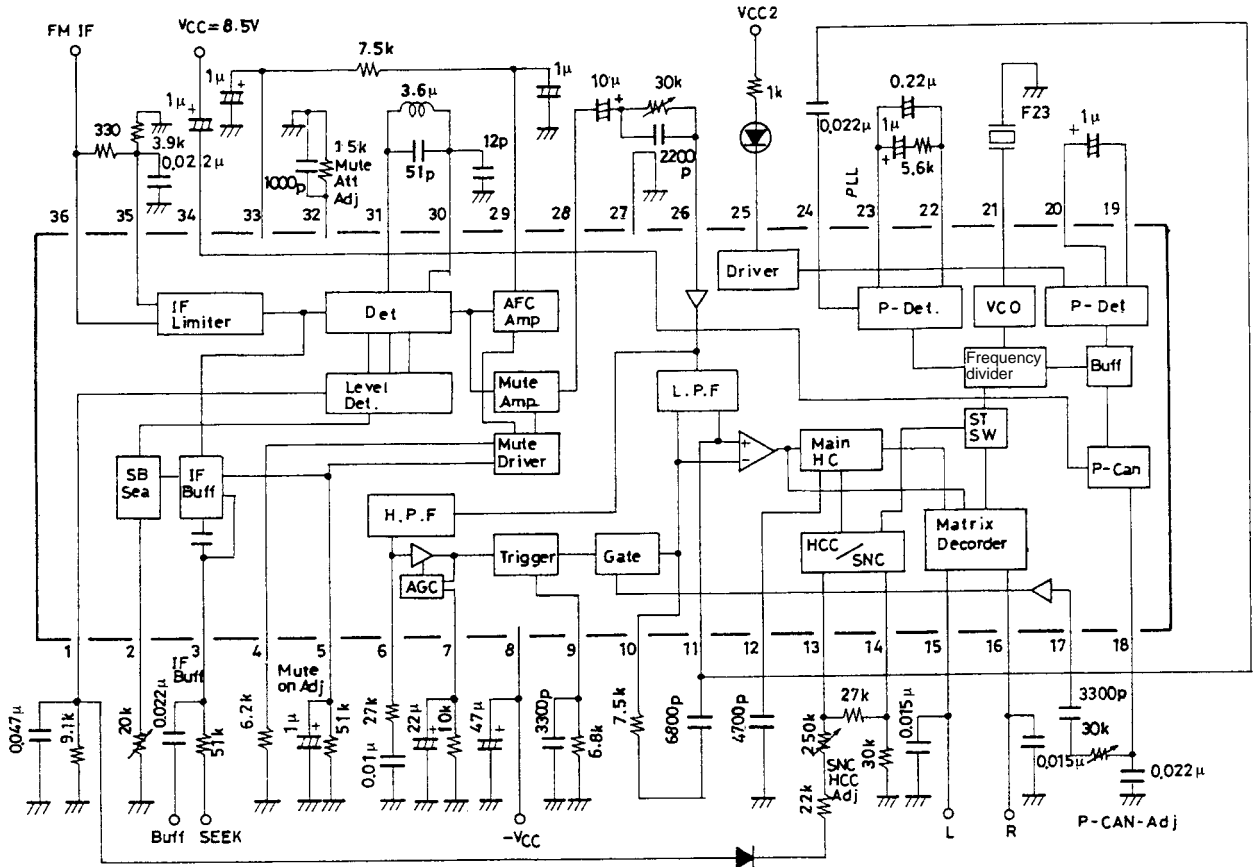 FM IF
VCC=8.5V
VCC2
7.5k
1μ
3.6μ
1μ
10μ
30k
0.22μ
F23
1μ
330
3.9k
0.022μ
1μ
1000p
1.5k
Mute
Att
Adj
51p
12p
2200
p
1k
0.022μ
PLL
1μ
5.6k
36
35
34
33
32
31
30
29
28
27
26
25
24
23
22
21
20
19
IF
Limiter
Det
AFC
Amp
Driver
P-Det.
VCO
P-Det
Level
Det.
Mute
Amp
L.P.F
Frequency
divider
Buff
Mute
Driver
ST
SW
SB
Sea
IF
Buff
+
-
Main
HC
P-Can
H.P.F
AGC
Trigger
Gate
HCC
/SNC
Matrix
Decorder
1
2
3
4
5
6
7
8
9
10
11
12
13
14
15
16
17
18
0.047μ
9.1k
20k
0.022μ
IF Buff
51k
6.2k
Mute
on Adj
1μ
51k
27k
0.01μ
22μ
10k
47μ
3300p
6.8k
7.5k
6800p
4700p
250k
27k
SNC
HCC
Adj
22k
30k
0.015μ
0.015μ
3300p
30k
0.022μ
Buff
SEEK
-VCC
L
R
P-CAN-Adj